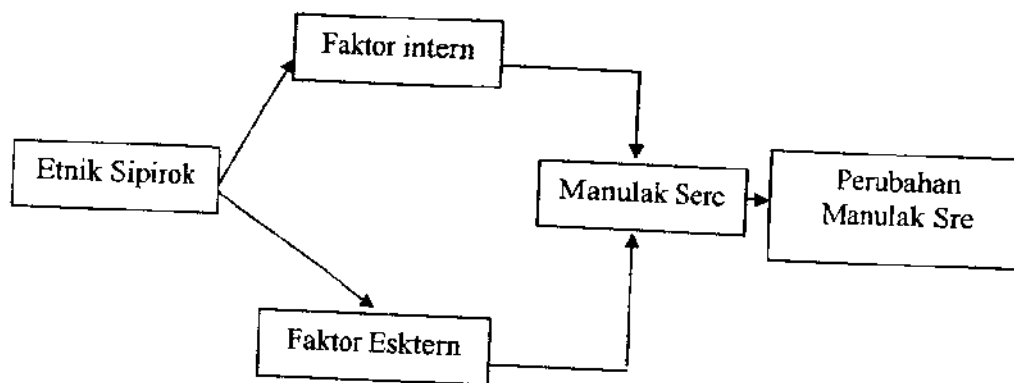 Faktor intern
Etnik Sipirok
Manulak Serc
Perubahan
Manulak Sre
Faktor Esktern